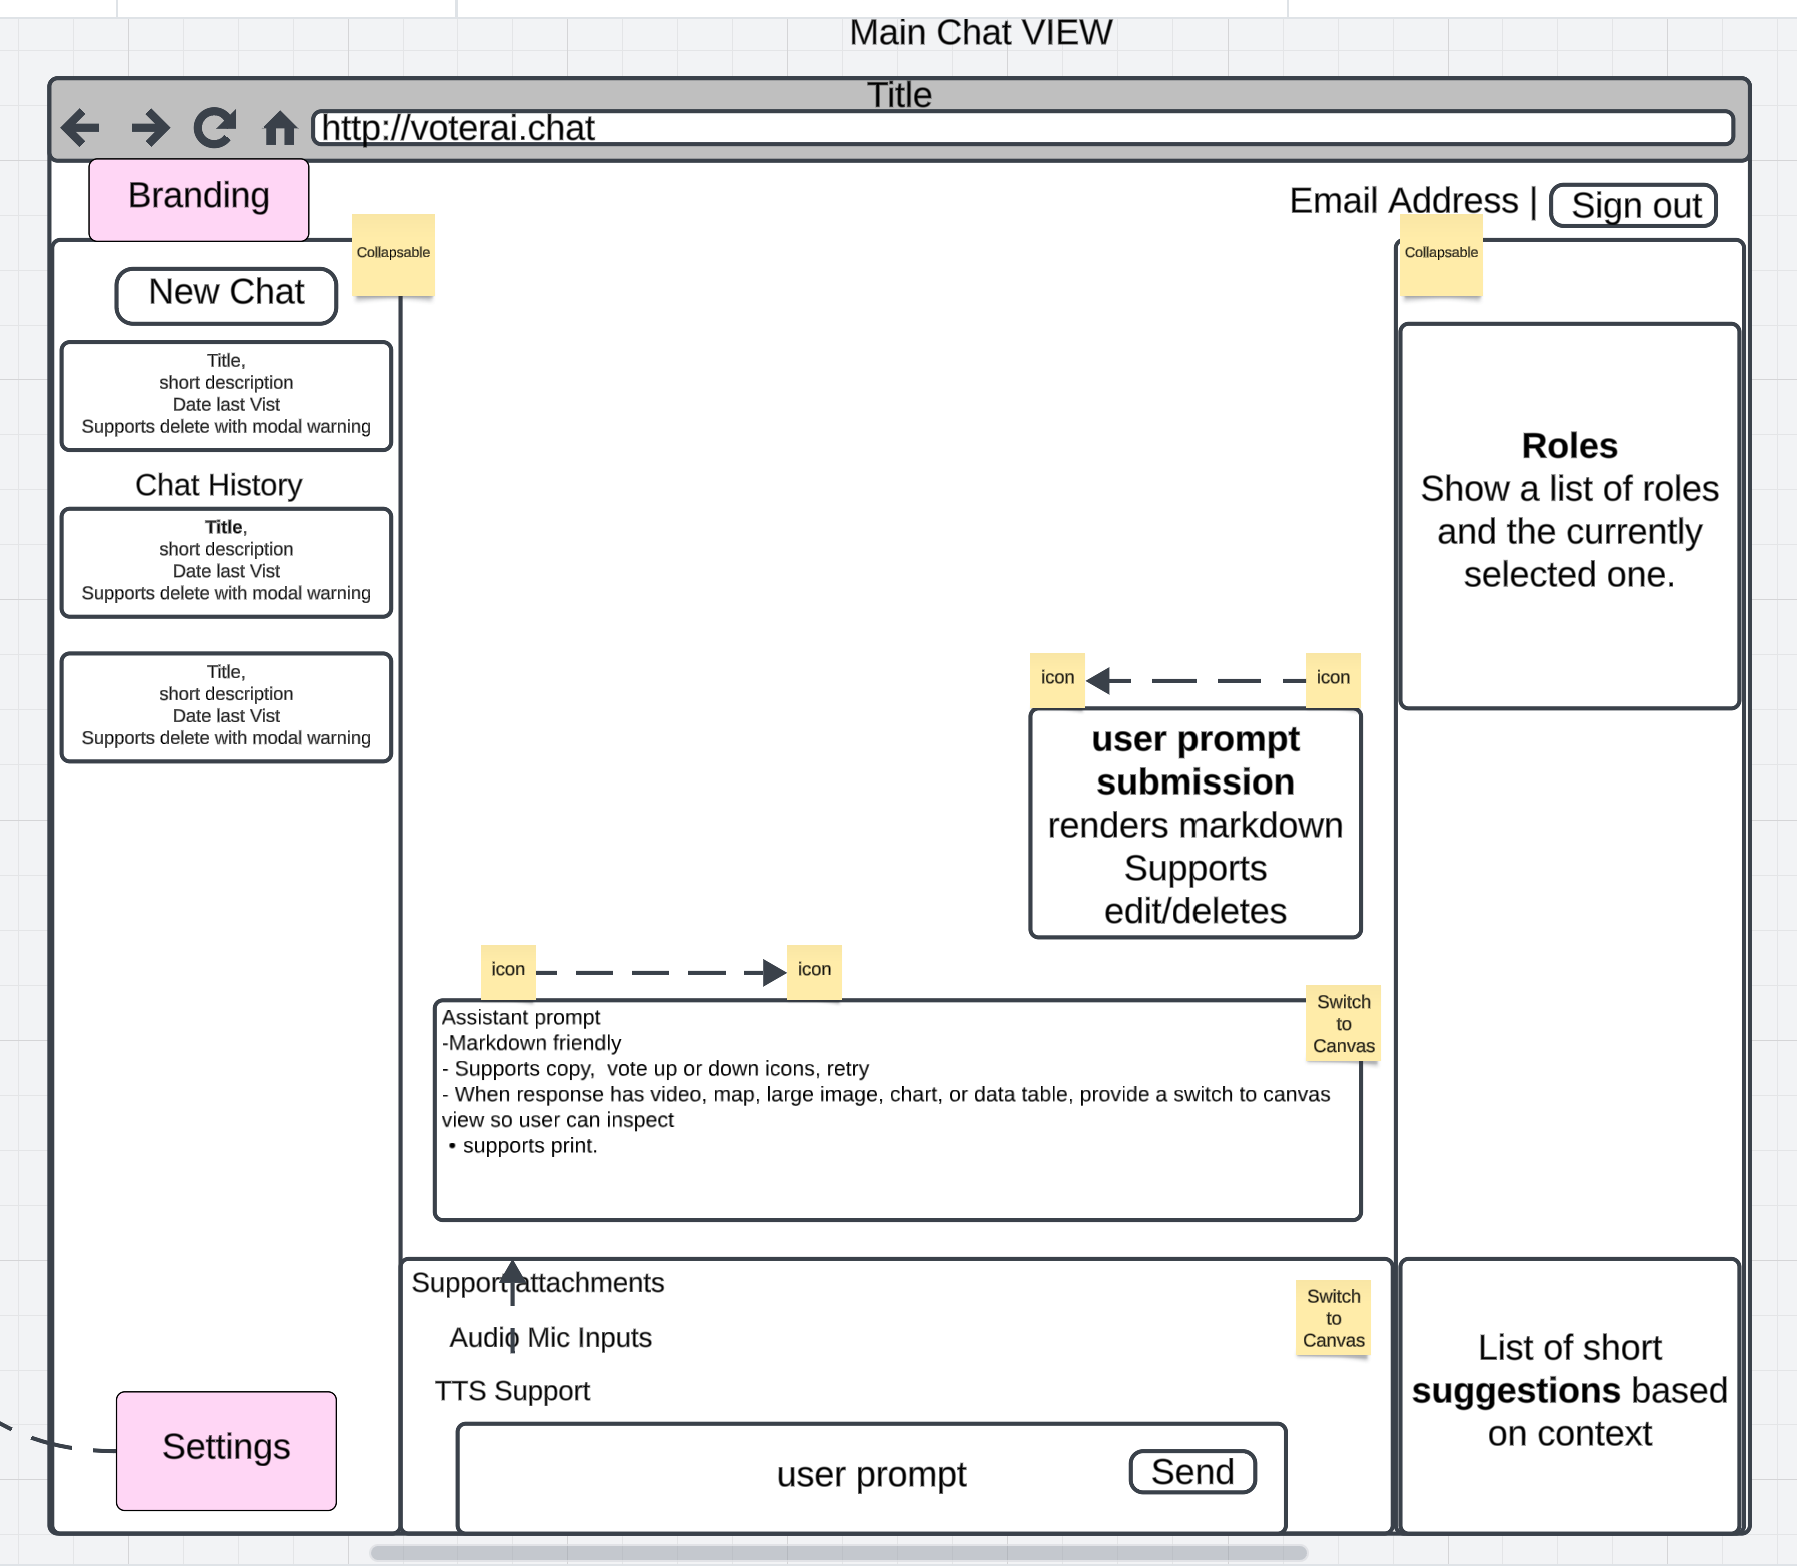 Main Chat VIEW
Title
http://voterai.chat
Branding
Email Address |
Sign out
Collapsable
Collapsable
New Chat
Title,
short description
Date last Vist
Supports delete with modal warning
Chat History
Title,
short description
Date last Vist
Supports delete with modal warning
Title,
short description
Date last Vist
Supports delete with modal warning
Settings
Roles
Show a list of roles
and the currently
selected one.
icon
icon
user prompt
submission
renders markdown
Supports
edit/deletes
icon
icon
Switch
to
Canvas
Assistant prompt
-Markdown friendly
- Supports copy,  vote up or down icons, retry
- When response has video, map, large image, chart, or data table, provide a switch to canvas
view so user can inspect
• supports print.
Support attachments
Audio Mic Inputs
TTS Support
Switch
to
Canvas
user prompt
Send
List of short
suggestions based
on context